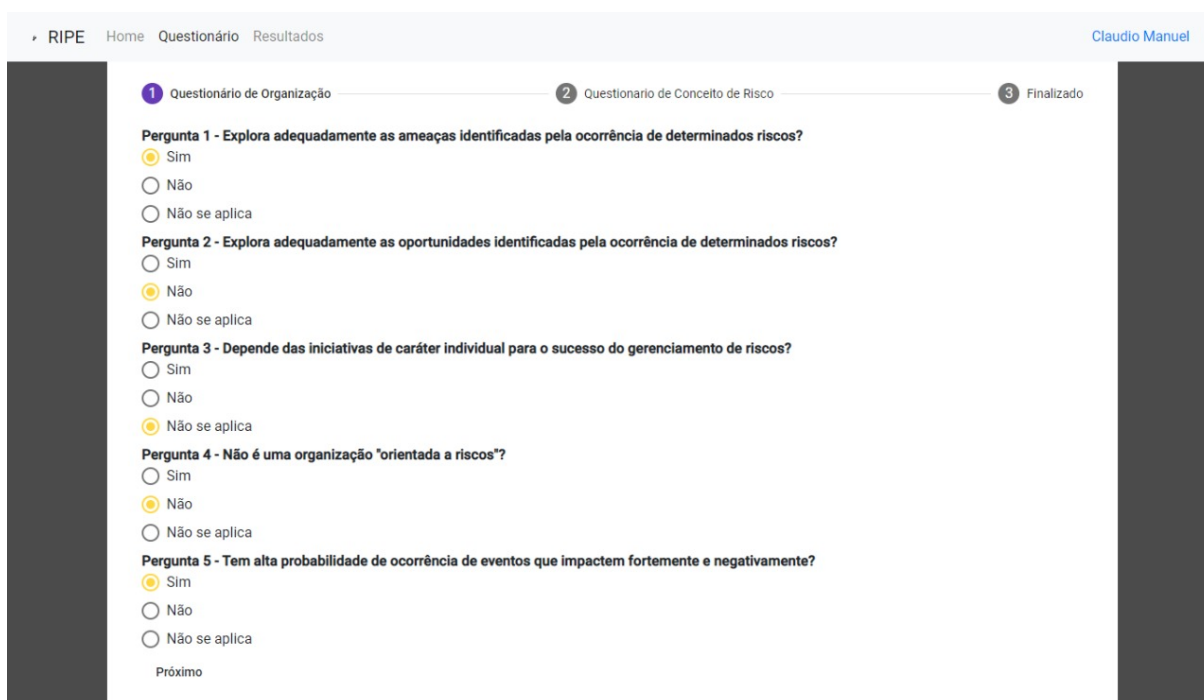 RIPE Home Questionário Resultados Claudio Manuel
1 Questionário de Organização 2 Questionario de Conceito de Risco 3 Finalizado
Pergunta 1 - Explora adequadamente as ameaças identificadas pela ocorrência de determinados riscos?
Sim
Não
Não se aplica
Pergunta 2 - Explora adequadamente as oportunidades identificadas pela ocorrência de determinados riscos?
Sim
Não
Não se aplica
Pergunta 3 - Depende das iniciativas de caráter individual para o sucesso do gerenciamento de riscos?
Sim
Não
Não se aplica
Pergunta 4 - Não é uma organização "orientada a riscos"?
Sim
Não
Não se aplica
Pergunta 5 - Tem alta probabilidade de ocorrência de eventos que impactem fortemente e negativamente?
Sim
Não
Não se aplica
Próximo